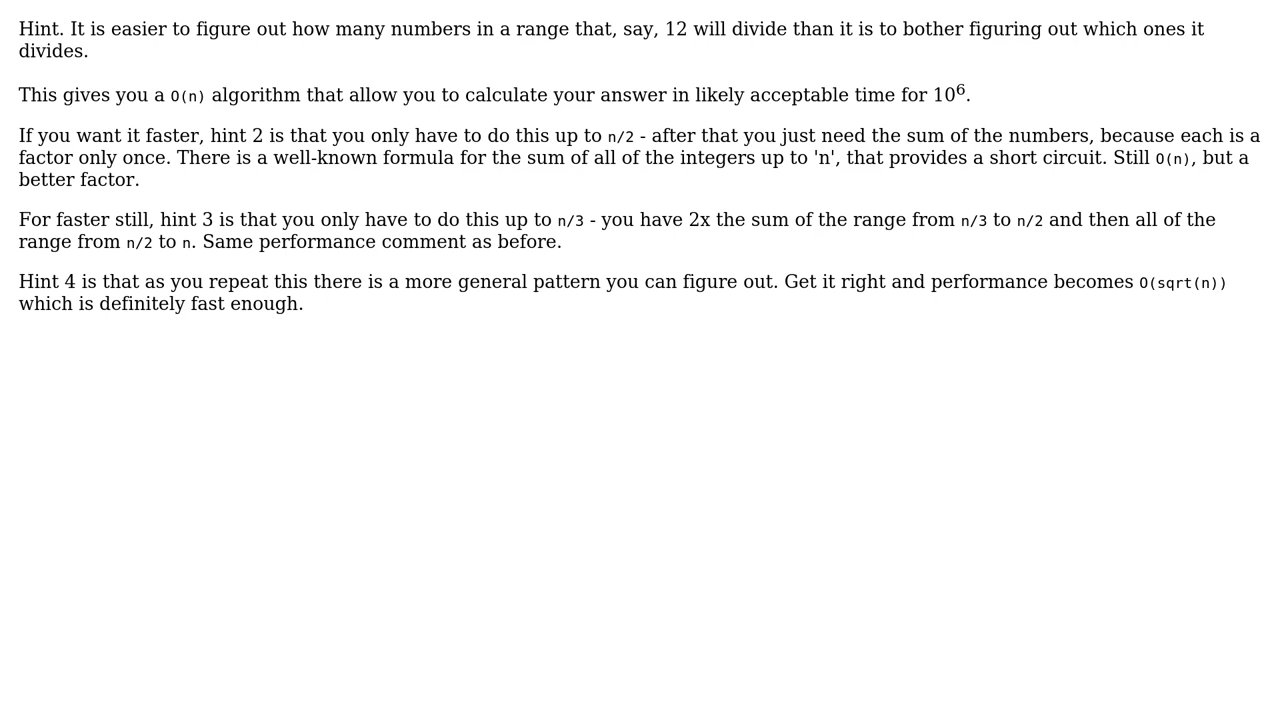 Hint. It is easier to figure out how many numbers in a range that, say, 12 will divide than it is to bother figuring out which ones it
divides.
This gives you a O(n) algorithm that allow you to calculate your answer in likely acceptable time for 10⁶.
If you want it faster, hint 2 is that you only have to do this up to n/2 - after that you just need the sum of the numbers, because each is a
factor only once. There is a well-known formula for the sum of all of the integers up to 'n', that provides a short circuit. Still O(n), but a
better factor.
For faster still, hint 3 is that you only have to do this up to n/3 - you have 2x the sum of the range from n/3 to n/2 and then all of the
range from n/2 to n. Same performance comment as before.
Hint 4 is that as you repeat this there is a more general pattern you can figure out. Get it right and performance becomes O(sqrt(n))
which is definitely fast enough.